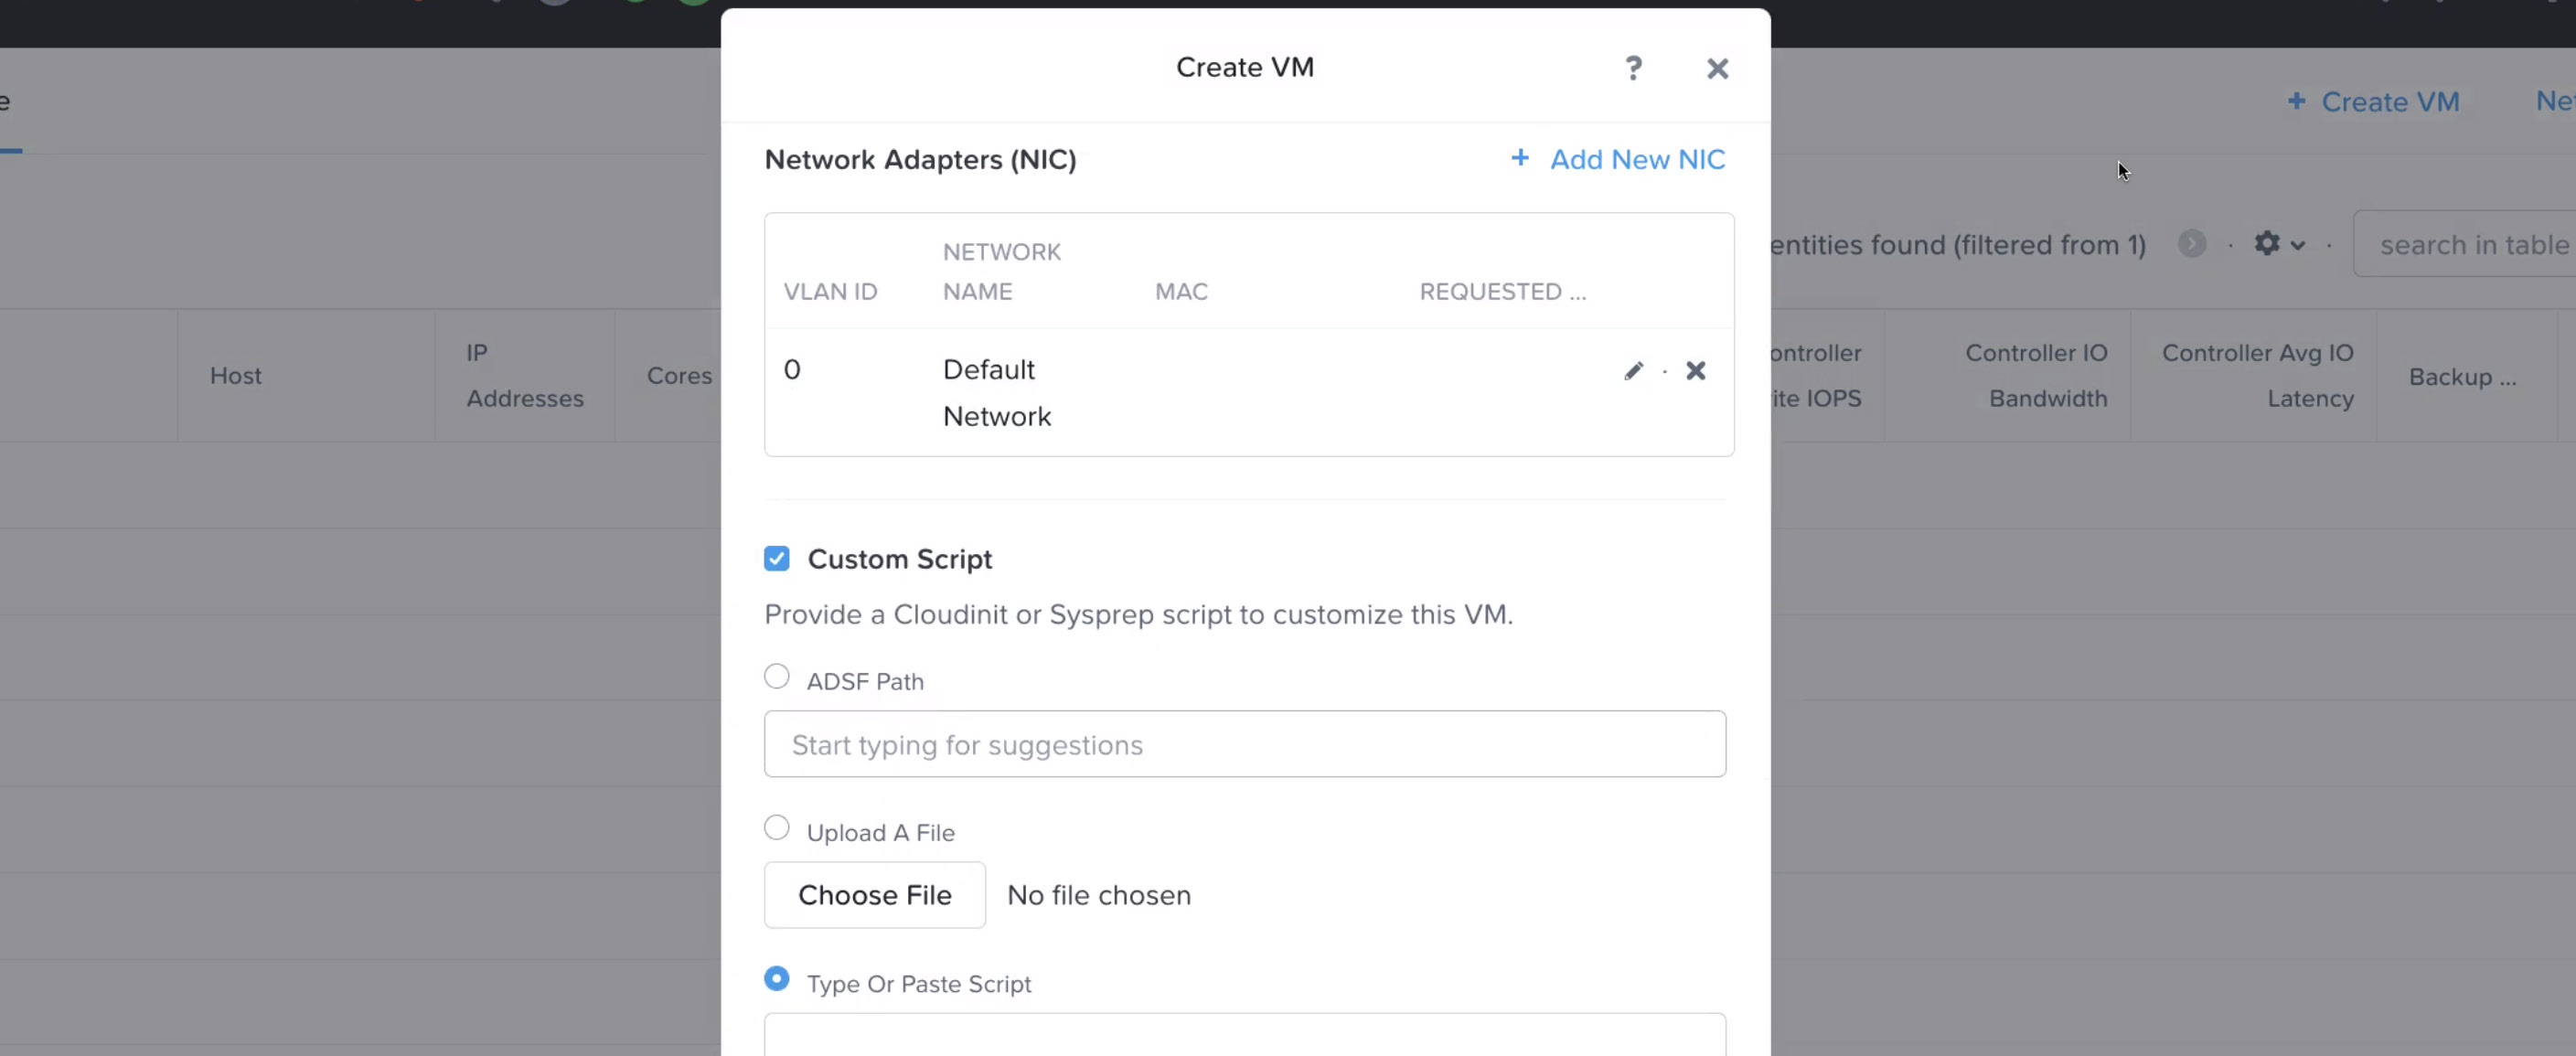 Create VM
?
e
+ Create VM
Network Adapters (NIC)
+ Add New NIC
entities found (filtered from 1)
search in table
NETWORK
VLAN ID NAME MAC REQUESTED ...
0 Default
Network
Host
IP
Addresses
Cores
ontroller
ite IOPS
Controller IO
Bandwidth
Controller Avg IO
Latency
Backup ...
Custom Script
Provide a Cloudinit or Sysprep script to customize this VM.
ADSF Path
Start typing for suggestions
Upload A File
Choose File No file chosen
Type Or Paste Script